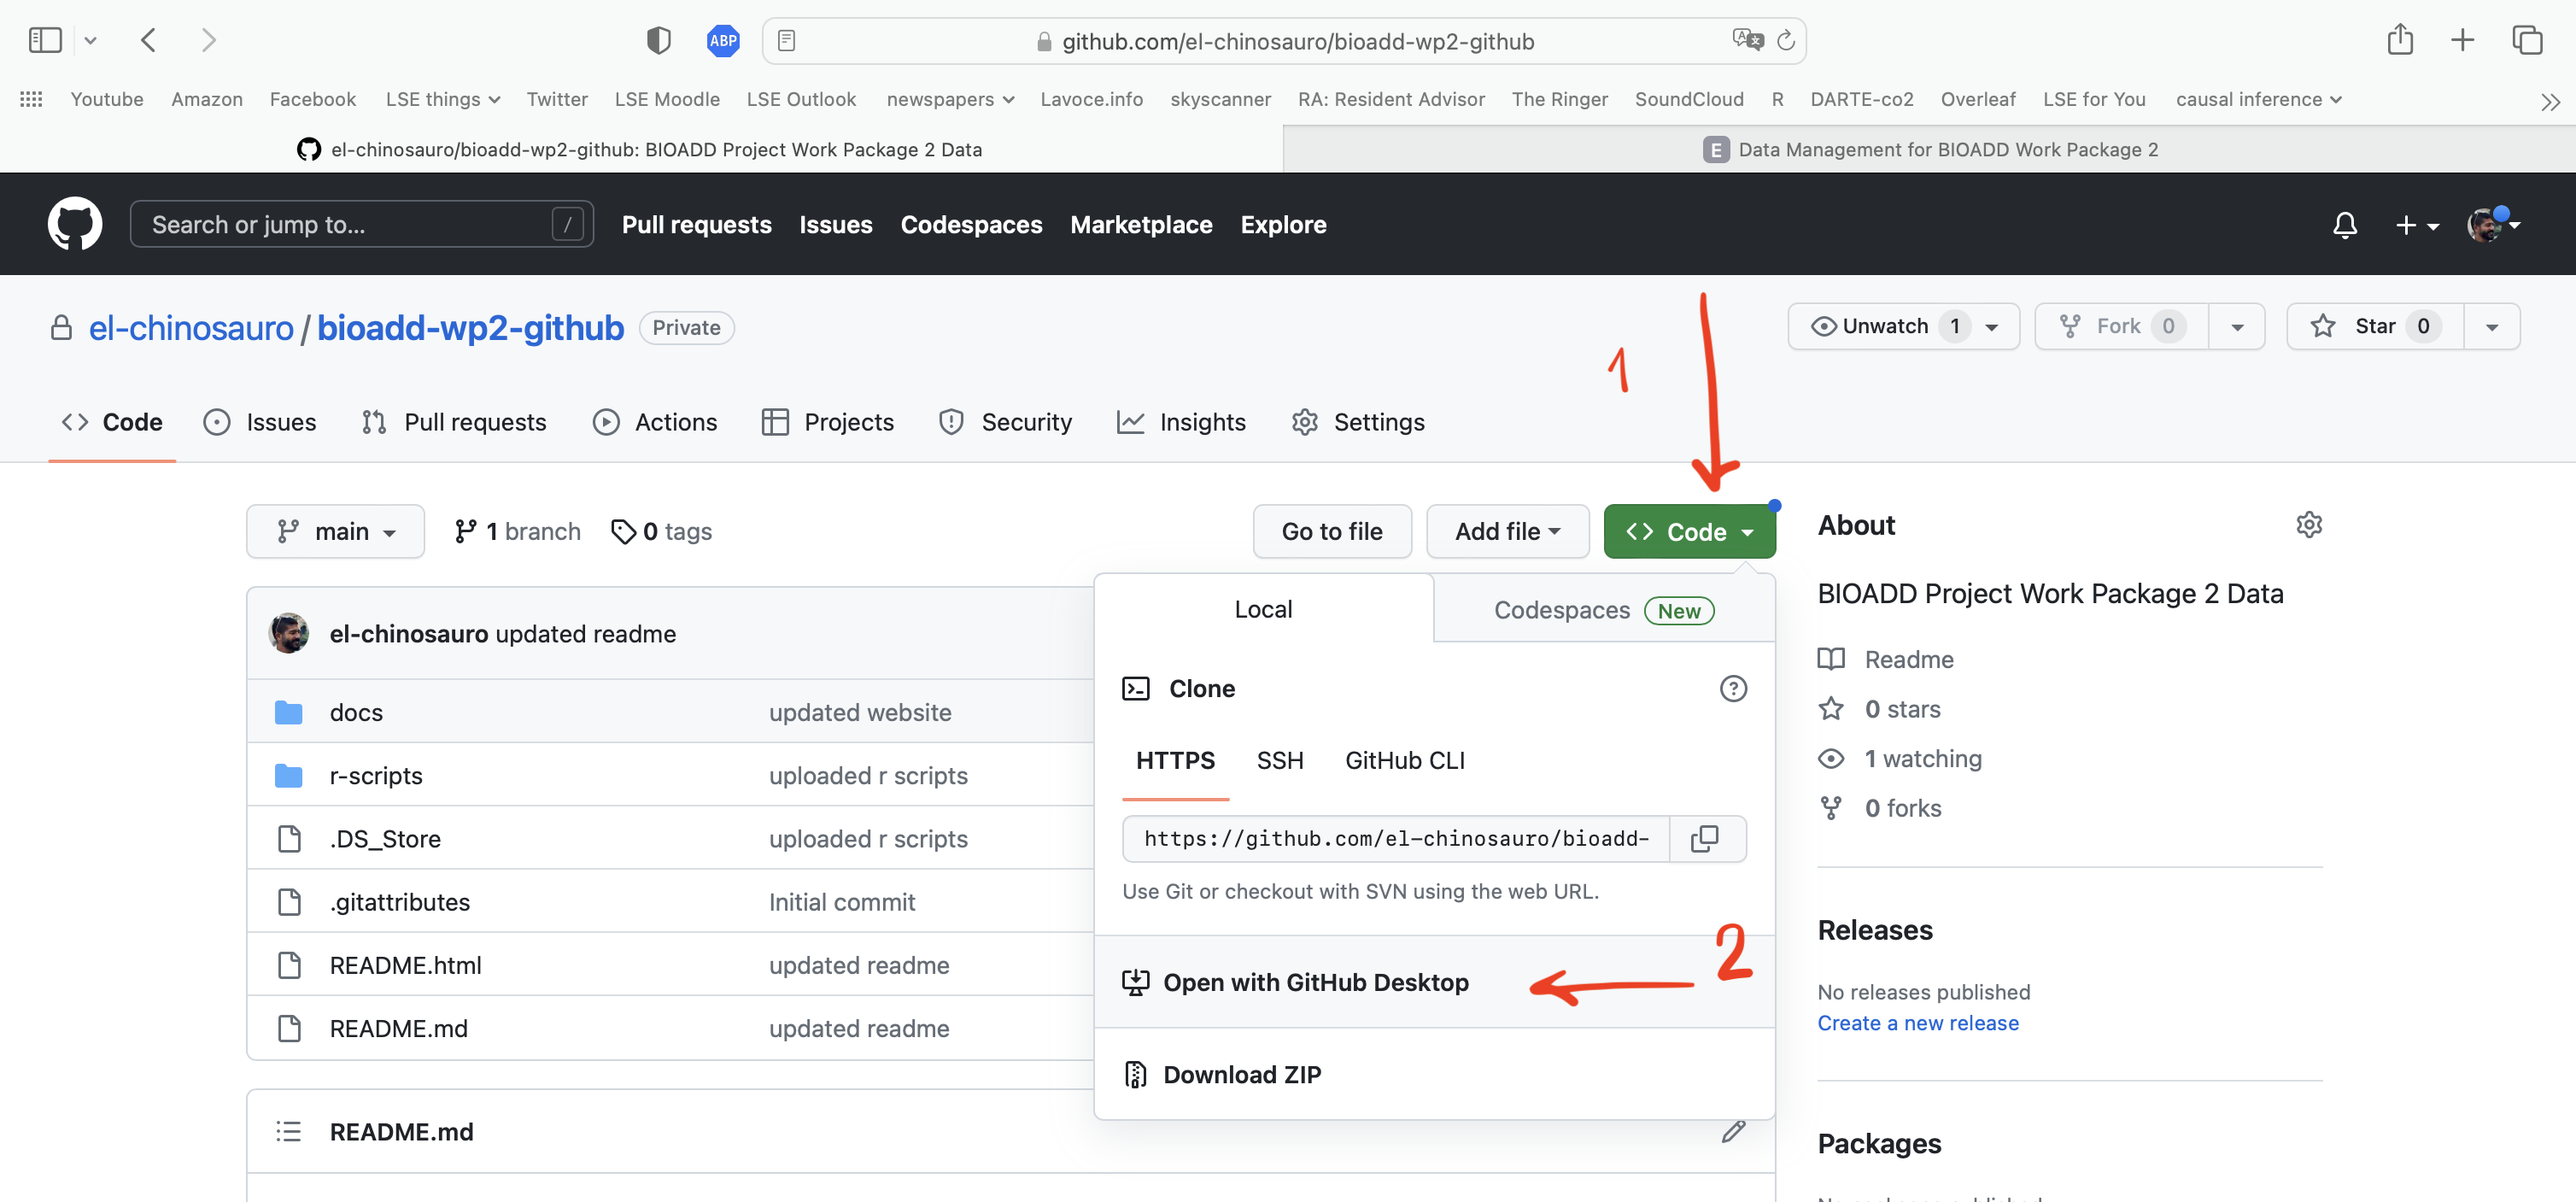 ABP
github.com/el-chinosauro/bioadd-wp2-github
Youtube Amazon Facebook LSE things Twitter LSE Moodle LSE Outlook newspapers Lavoce.info skyscanner RA: Resident Advisor The Ringer SoundCloud R DARTE-co2 Overleaf LSE for You causal inference
el-chinosauro/bioadd-wp2-github: BIOADD Project Work Package 2 Data
E Data Management for BIOADD Work Package 2
Search or jump to... /
Pull requests Issues Codespaces Marketplace Explore
el-chinosauro / bioadd-wp2-github Private
Unwatch 1 Fork 0 Star 0
1
Code Issues Pull requests Actions Projects Security Insights Settings
main 1 branch 0 tags
Go to file Add file Code
el-chinosauro updated readme
docs updated website
r-scripts uploaded r scripts
.DS_Store uploaded r scripts
.gitattributes Initial commit
README.html updated readme
README.md updated readme
README.md
Local Codespaces New
Clone
HTTPS SSH GitHub CLI
https://github.com/el-chinosauro/bioadd-
Use Git or checkout with SVN using the web URL.
Open with GitHub Desktop
2
Download ZIP
About
BIOADD Project Work Package 2 Data
Readme
0 stars
1 watching
0 forks
Releases
No releases published
Create a new release
Packages